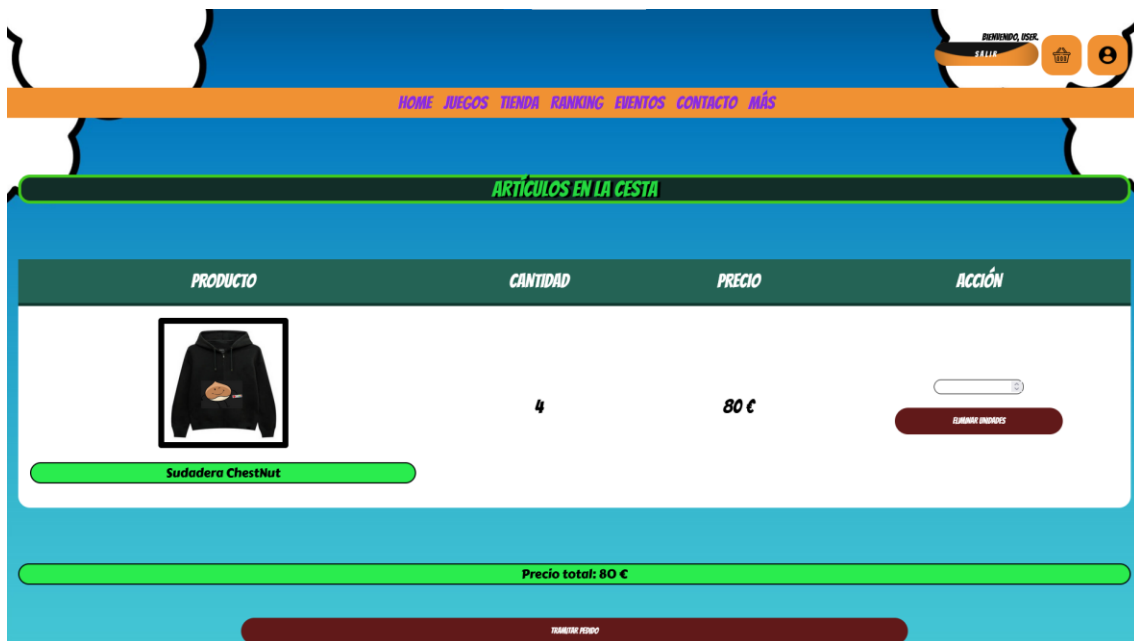 BIENVENIDO, USER.
SALIR
HOME JUEGOS TIENDA RANKING EVENTOS CONTACTO MÁS
ARTÍCULOS EN LA CESTA
PRODUCTO CANTIDAD PRECIO ACCIÓN
4 80 €
ELIMINAR UNIDADES
Sudadera ChestNut
Precio total: 80 €
TRAMITAR PEDIDO